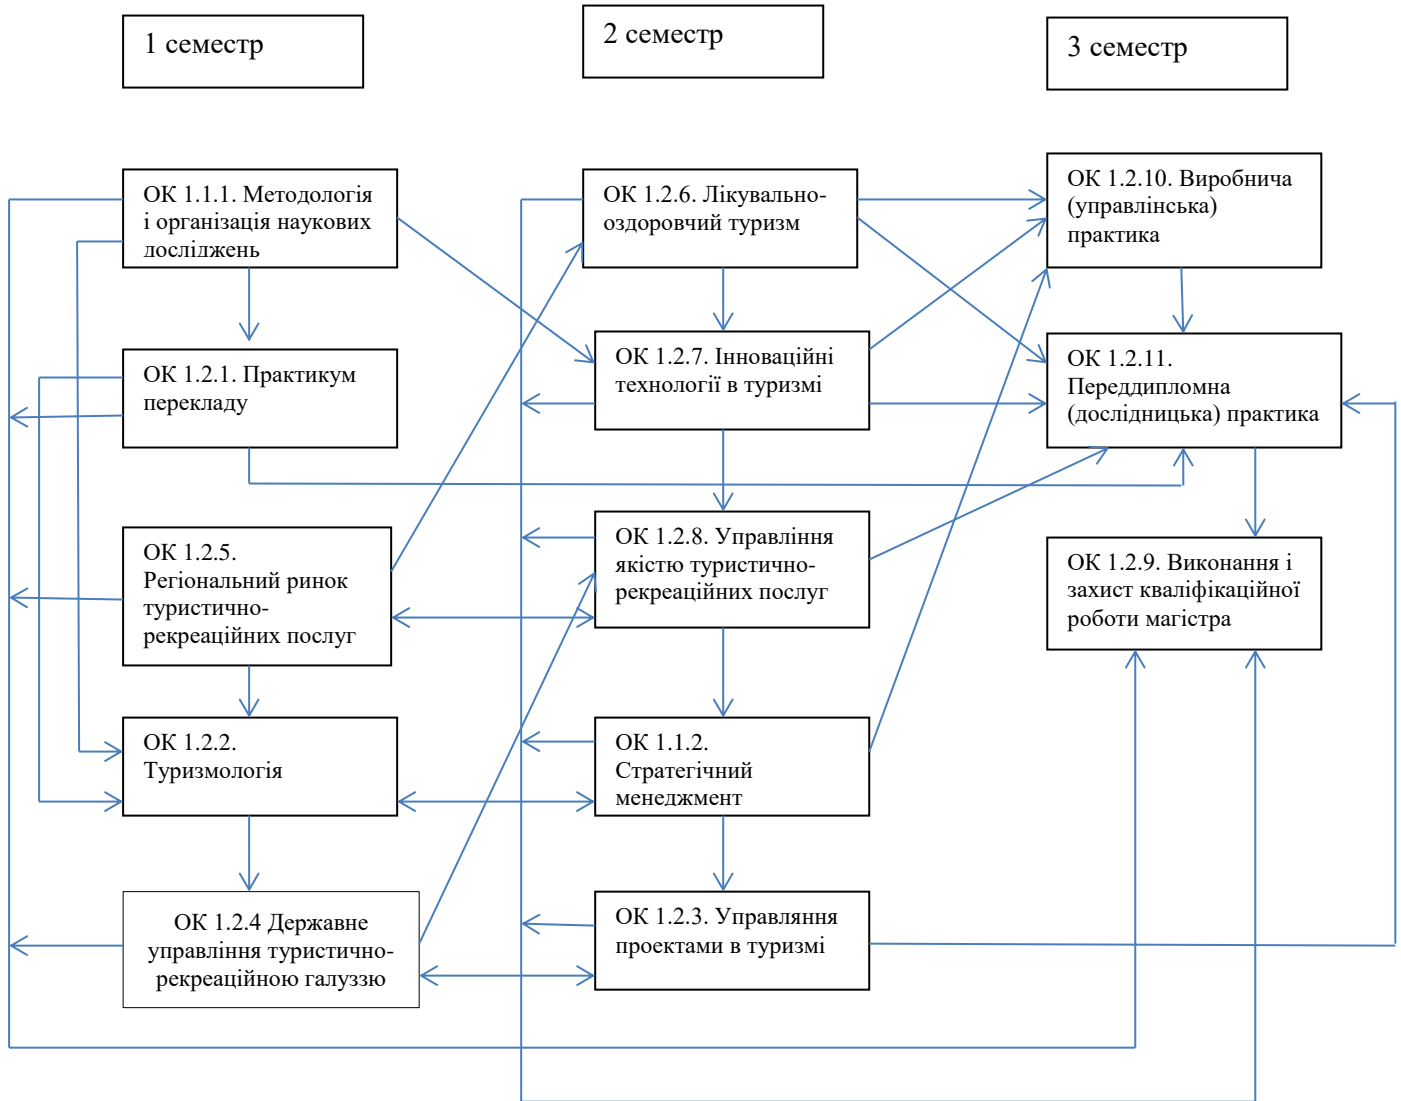 1 семестр
2 семестр
3 семестр
ОК 1.1.1. Методологія
і організація наукових
досліджень
ОК 1.2.1. Практикум
перекладу
ОК 1.2.5.
Регіональний ринок
туристично-
рекреаційних послуг
ОК 1.2.2.
Туризмологія
ОК 1.2.4 Державне
управління туристично-
рекреаційною галуззю
ОК 1.2.6. Лікувально-
оздоровчий туризм
ОК 1.2.7. Інноваційні
технології в туризмі
ОК 1.2.8. Управління
якістю туристично-
рекреаційних послуг
ОК 1.1.2.
Стратегічний
менеджмент
ОК 1.2.3. Управляння
проектами в туризмі
ОК 1.2.10. Виробнича
(управлінська)
практика
ОК 1.2.11.
Переддипломна
(дослідницька) практика
ОК 1.2.9. Виконання і
захист кваліфікаційної
роботи магістра